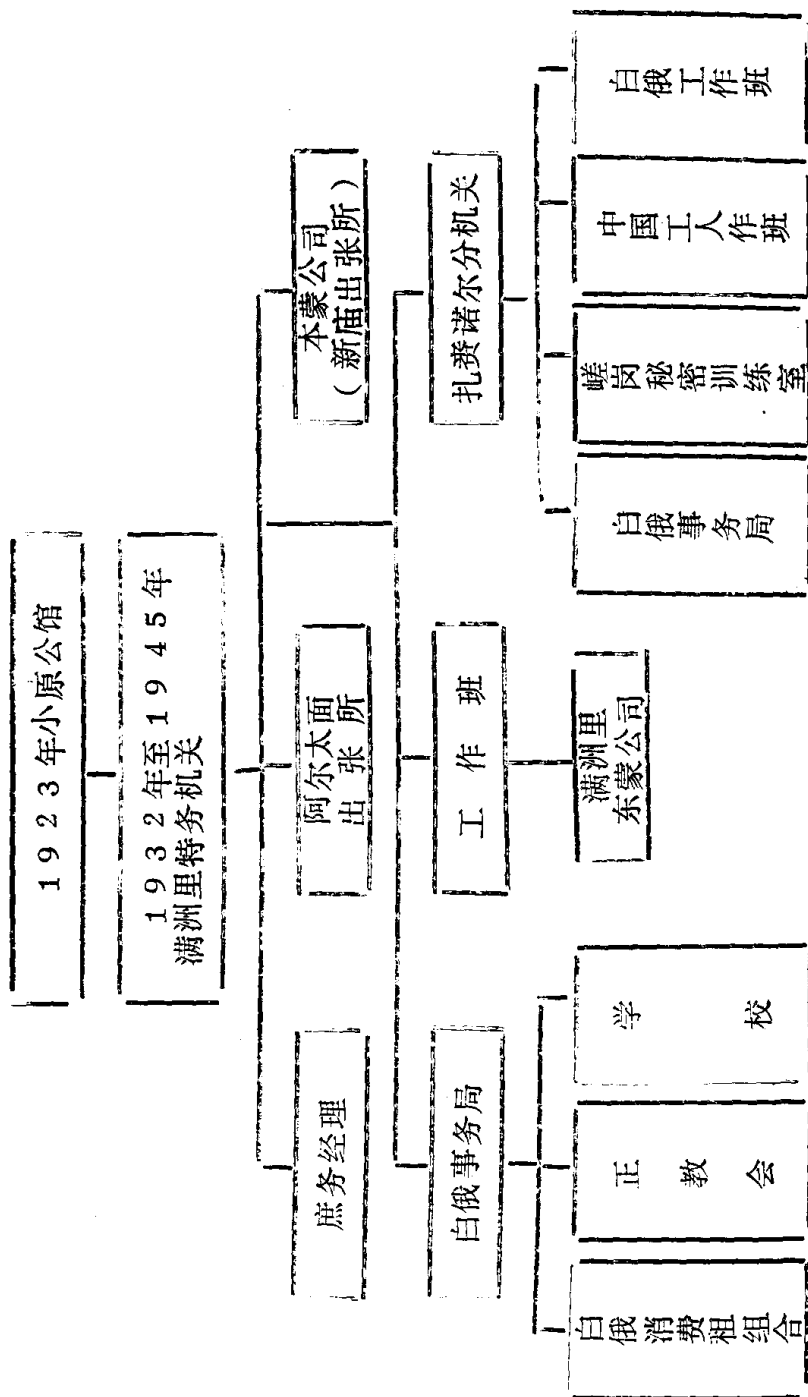 1923年小原公馆
1932年至1945年
满洲里特务机关
庶务经理
阿尔太面
出张所
本蒙公司
（新庙出张所）
白俄事务局
工作班
扎赉诺尔分机关
白俄消费租组合
正教会
学校
满洲里
东蒙公司
白俄事务局
嵯岗秘密训练室
中国工人作班
白俄工作班